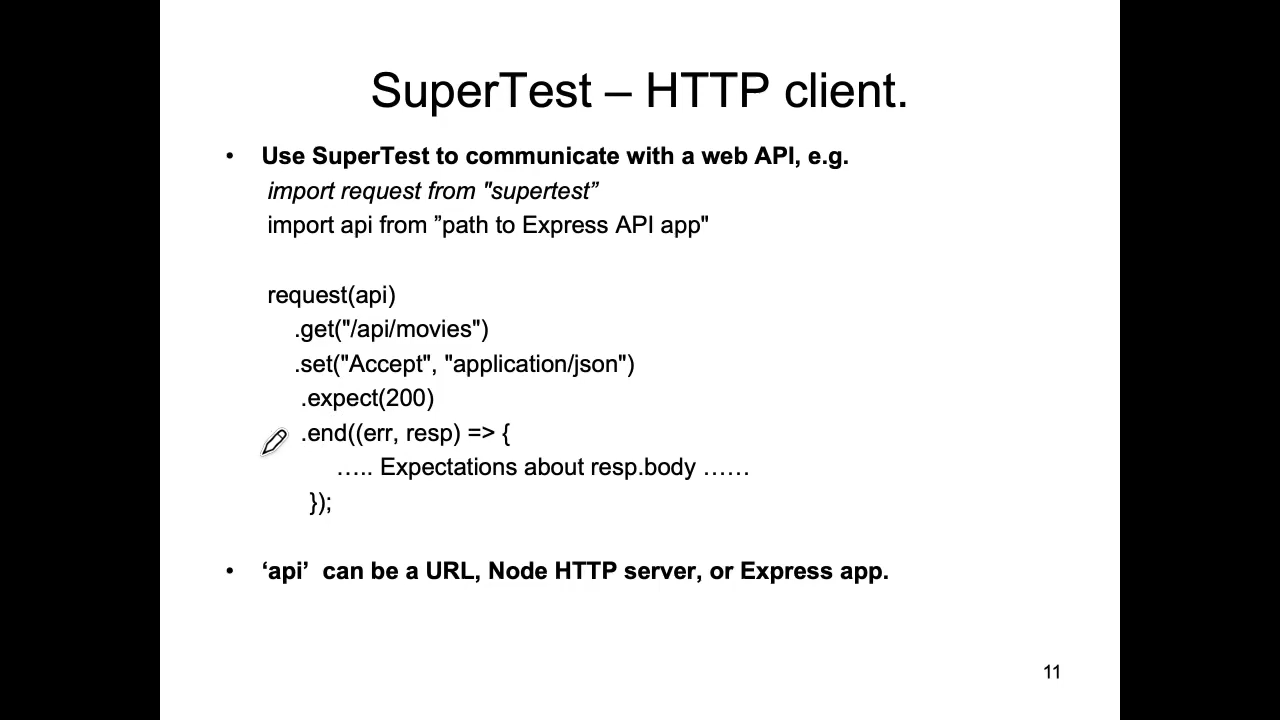 SuperTest – HTTP client.
• Use SuperTest to communicate with a web API, e.g.
import request from "supertest”
import api from ”path to Express API app"
request(api)
.get("/api/movies")
.set("Accept", "application/json")
.expect(200)
.end((err, resp) => {
….. Expectations about resp.body ……
});
• ‘api’ can be a URL, Node HTTP server, or Express app.
11